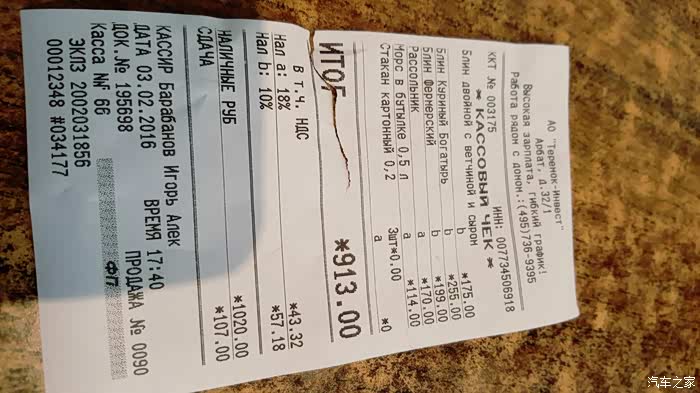 АО "Теремок-Инвест"
Арбат, д.32/1
Высокая зарплата, гибкий график!
Работа рядом с домом.:(495)736-9395
ККТ № 003175 ИНН: 007734506918
* КАССОВЫЙ ЧЕК *
Блин двойной с ветчиной и сыром
b *175.00
Блин Куриный Богатырь b *255.00
Блин Фермерский b *199.00
Рассольник a *170.00
Морс в бутылке 0,5 л a *114.00
Стакан картонный 0,2 3шт*0,00
a *0
ИТОГ *913.00
В т.ч. НДС
Нал a: 18% *43.32
Нал b: 10% *57.18
НАЛИЧНЫЕ РУБ *1020.00
СДАЧА *107.00
КАССИР Барабанов Игорь Алек
ДАТА 03.02.2016 ВРЕМЯ 17:40
ДОК.№ 195698 ПРОДАЖА № 0090
Касса № 66 ФП
ЭКЛЗ 2002031856
00012348 #034177
汽车之家